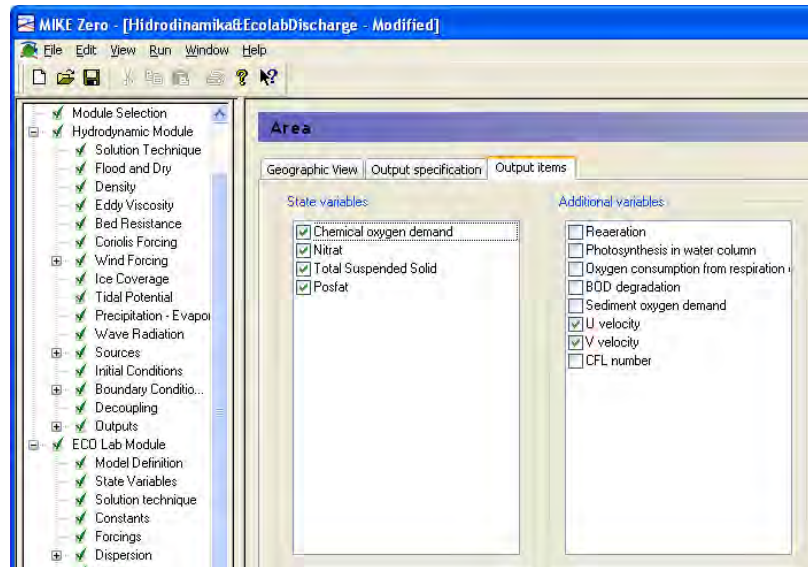 MIKE Zero - [Hidrodinamika&EcolabDischarge - Modified]
File Edit View Run Window Help
Module Selection
Hydrodynamic Module
Solution Technique
Flood and Dry
Density
Eddy Viscosity
Bed Resistance
Coriolis Forcing
Wind Forcing
Ice Coverage
Tidal Potential
Precipitation - Evapor
Wave Radiation
Sources
Initial Conditions
Boundary Conditio...
Decoupling
Outputs
ECO Lab Module
Model Definition
State Variables
Solution technique
Constants
Forcings
Dispersion
Area
Geographic View Output specification Output items
State variables
Chemical oxygen demand
Nitrat
Total Suspended Solid
Posfat
Additional variables
Reaeration
Photosynthesis in water column
Oxygen consumption from respiration
BOD degradation
Sediment oxygen demand
U velocity
V velocity
CFL number